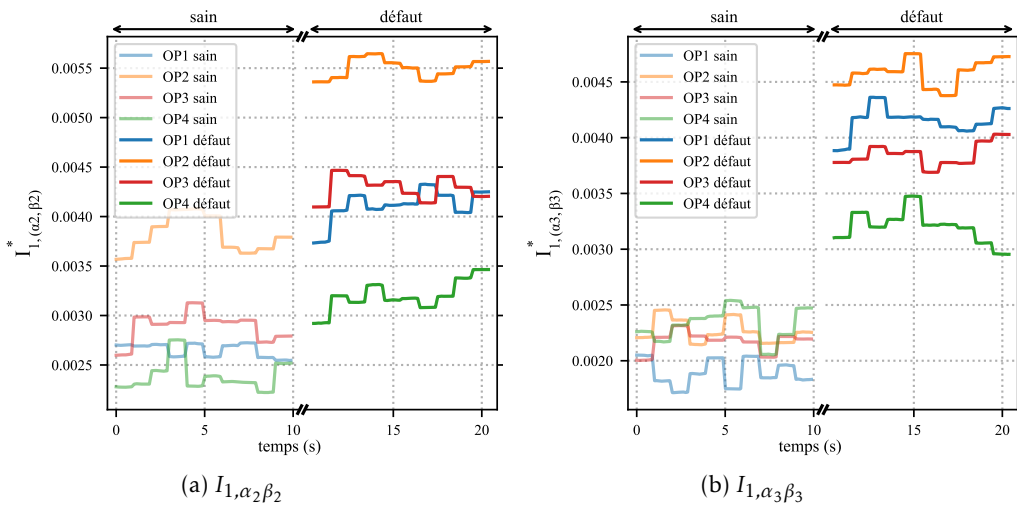 sain
défaut
I*1,(α2,β2)
0.0055
0.0050
0.0045
0.0040
0.0035
0.0030
0.0025
OP1 sain
OP2 sain
OP3 sain
OP4 sain
OP1 défaut
OP2 défaut
OP3 défaut
OP4 défaut
0 5 10 15 20
temps (s)
(a) I1,α2β2
sain
défaut
I*1,(α3,β3)
0.0045
0.0040
0.0035
0.0030
0.0025
0.0020
OP1 sain
OP2 sain
OP3 sain
OP4 sain
OP1 défaut
OP2 défaut
OP3 défaut
OP4 défaut
0 5 10 15 20
temps (s)
(b) I1,α3β3